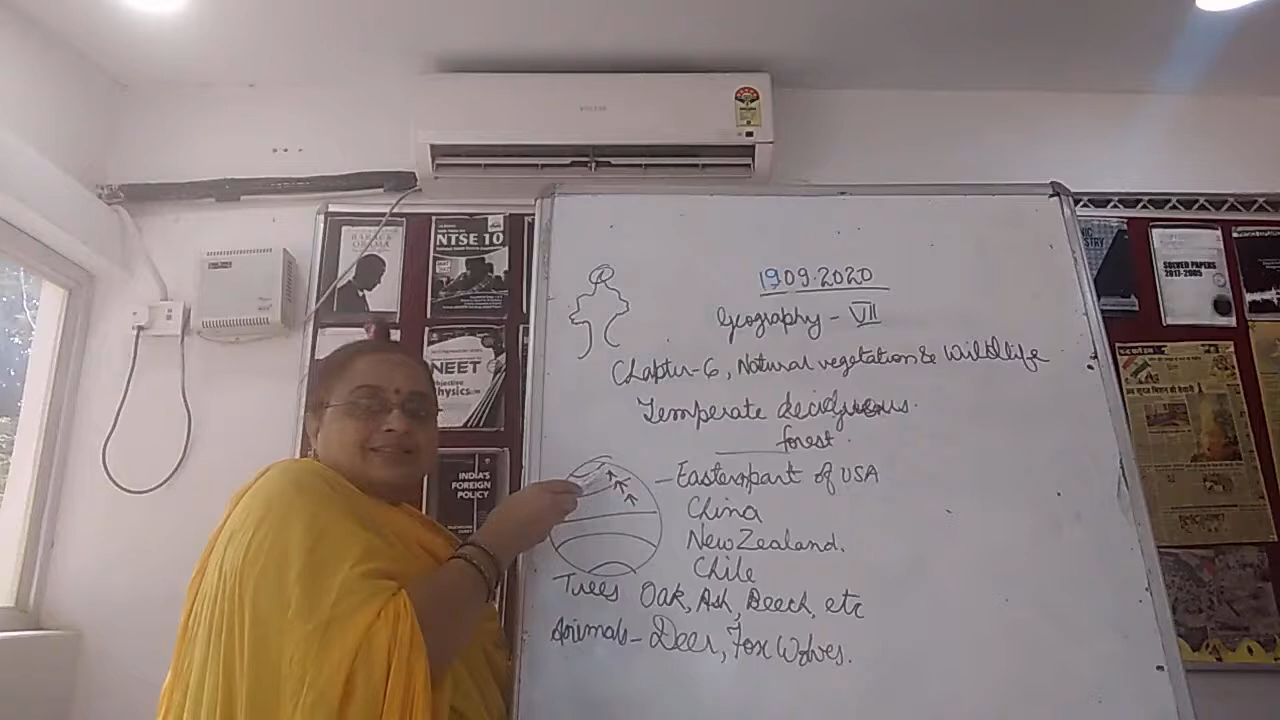 BARACK
OBAMA
NTSE 10
NEET
Objective
Physics
INDIA'S
FOREIGN
POLICY
SOLVED PAPERS
2017-2005
19.09.2020
Geography - VII
Chapter-6, Natural vegetation & Wildlife
Temperate deciduous
forest.
- Eastern part of USA
China
New Zealand.
Chile
Trees Oak, Ash, Beech, etc
Animals - Deer, Fox Wolves.